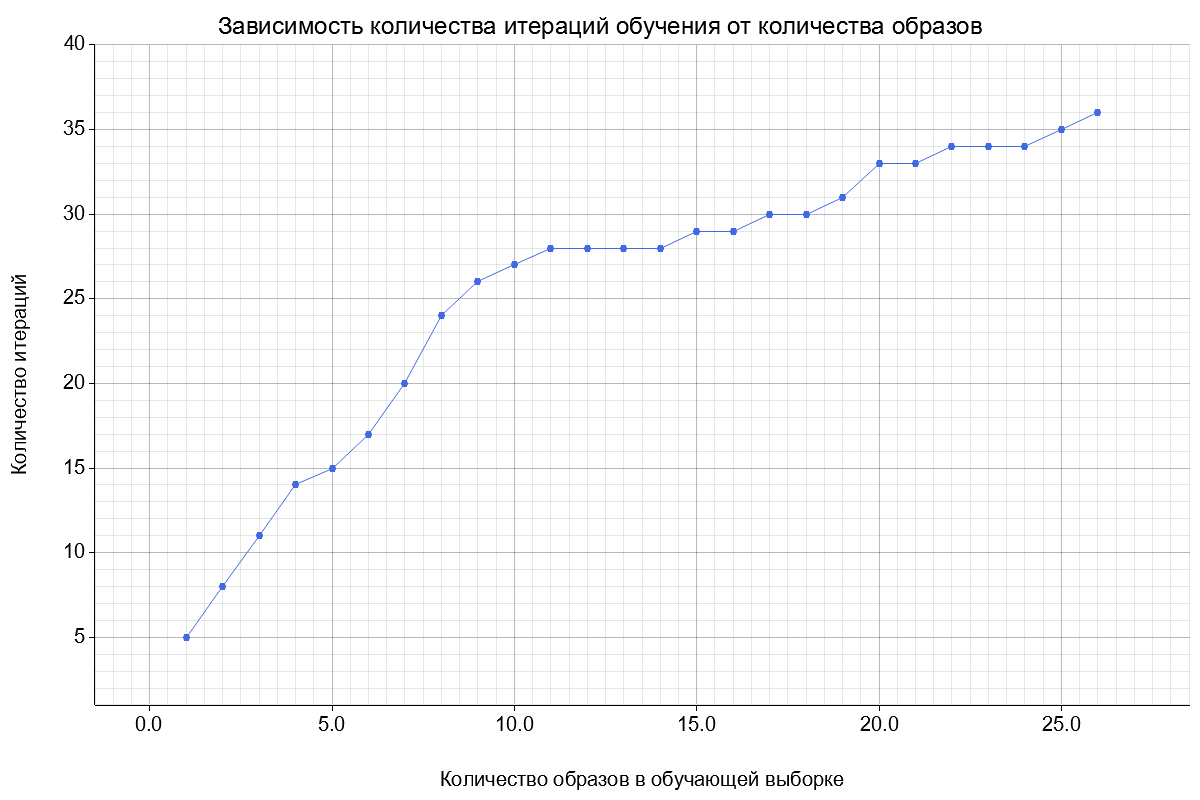 Зависимость количества итераций обучения от количества образов
40
35
30
25
20
15
10
5
Количество итераций
0.0 5.0 10.0 15.0 20.0 25.0
Количество образов в обучающей выборке